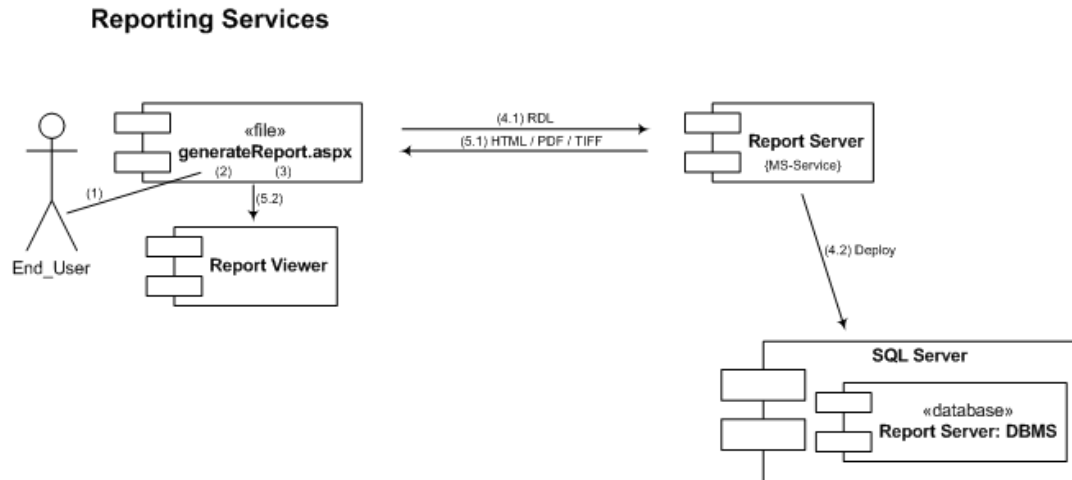 Reporting Services
«file»
generateReport.aspx
(2) (3)
(1)
End_User
(5.2)
Report Viewer
(4.1) RDL
(5.1) HTML / PDF / TIFF
Report Server
{MS-Service}
(4.2) Deploy
SQL Server
«database»
Report Server: DBMS